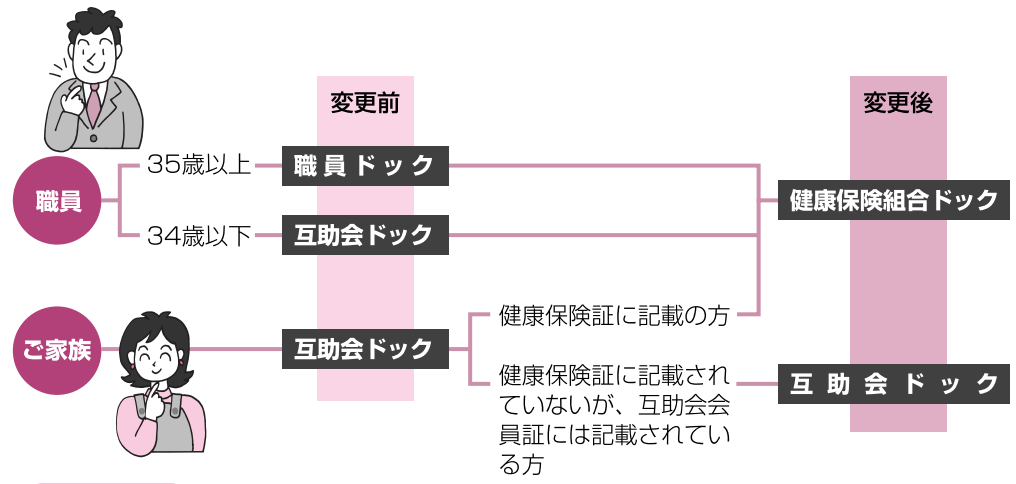 変更前
変更後
職員
35歳以上
職員ドック
34歳以下
互助会ドック
健康保険組合ドック
ご家族
互助会ドック
健康保険証に記載の方
健康保険証に記載され
ていないが、互助会会
員証には記載されてい
る方
互助会ドック